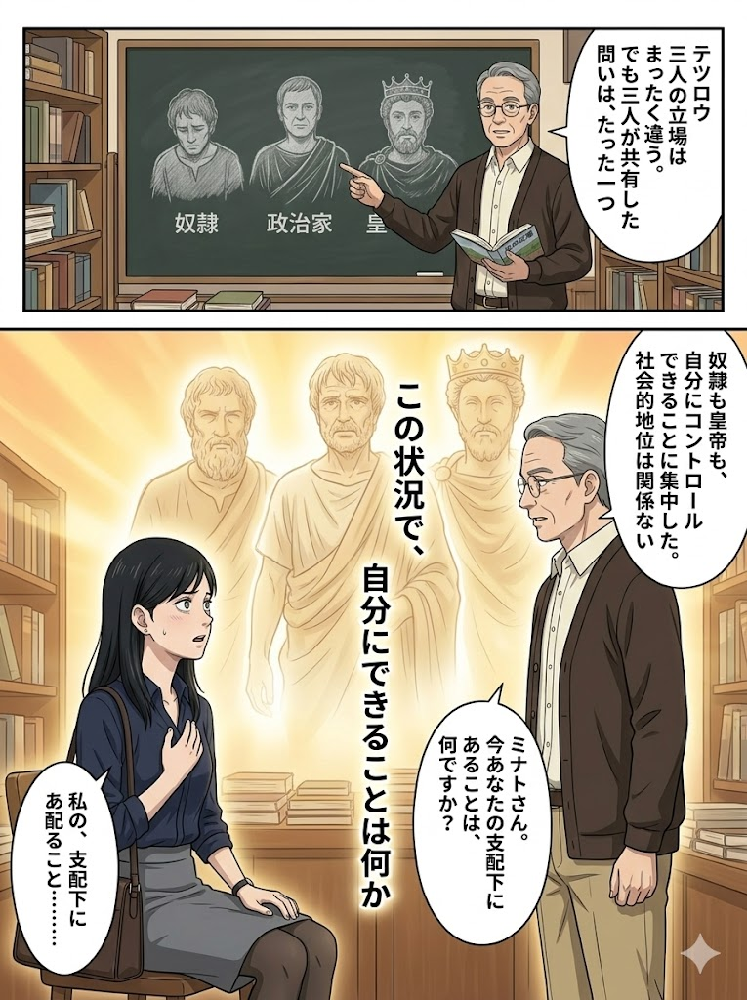 テツロウ
三人の立場は
まったく違う。
でも三人が共有した
問いは、たった一つ
奴隷
政治家
皇
奴隷も皇帝も、
自分にコントロール
できることに集中した。
社会的地位は関係ない
この状況で、
自分にできることは何か
ミナトさん。
今あなたの支配下に
あることは、
何ですか？
私の、支配下に
あ配ること………